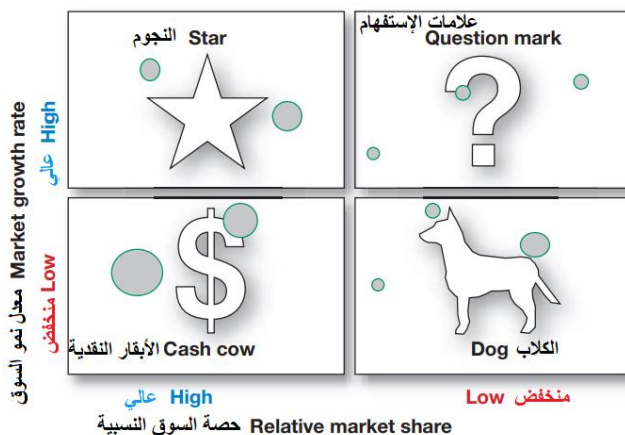 النجوم Star
علامات الإستفهام
Question mark
?
معدل نمو السوق Market growth rate
عالي High
منخفض Low
$
الأبقار النقدية Cash cow
Dog الكلاب
عالي High
Low منخفض
حصة السوق النسبية Relative market share